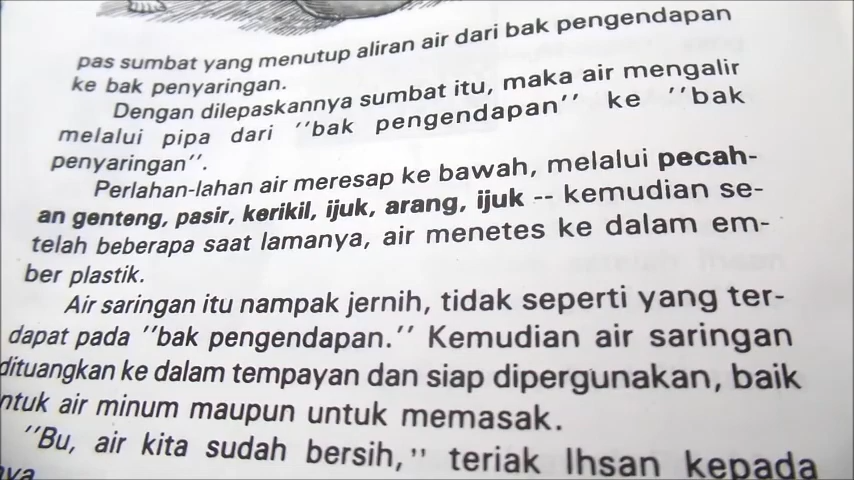 pas sumbat yang menutup aliran air dari bak pengendapan
ke bak penyaringan.
Dengan dilepaskannya sumbat itu, maka air mengalir
melalui pipa dari ''bak pengendapan'' ke ''bak
penyaringan''.
Perlahan-lahan air meresap ke bawah, melalui pecah-
an genteng, pasir, kerikil, ijuk, arang, ijuk -- kemudian se-
telah beberapa saat lamanya, air menetes ke dalam em-
ber plastik.
Air saringan itu nampak jernih, tidak seperti yang ter-
dapat pada ''bak pengendapan.'' Kemudian air saringan
dituangkan ke dalam tempayan dan siap dipergunakan, baik
ntuk air minum maupun untuk memasak.
''Bu, air kita sudah bersih,'' teriak Ihsan kepada